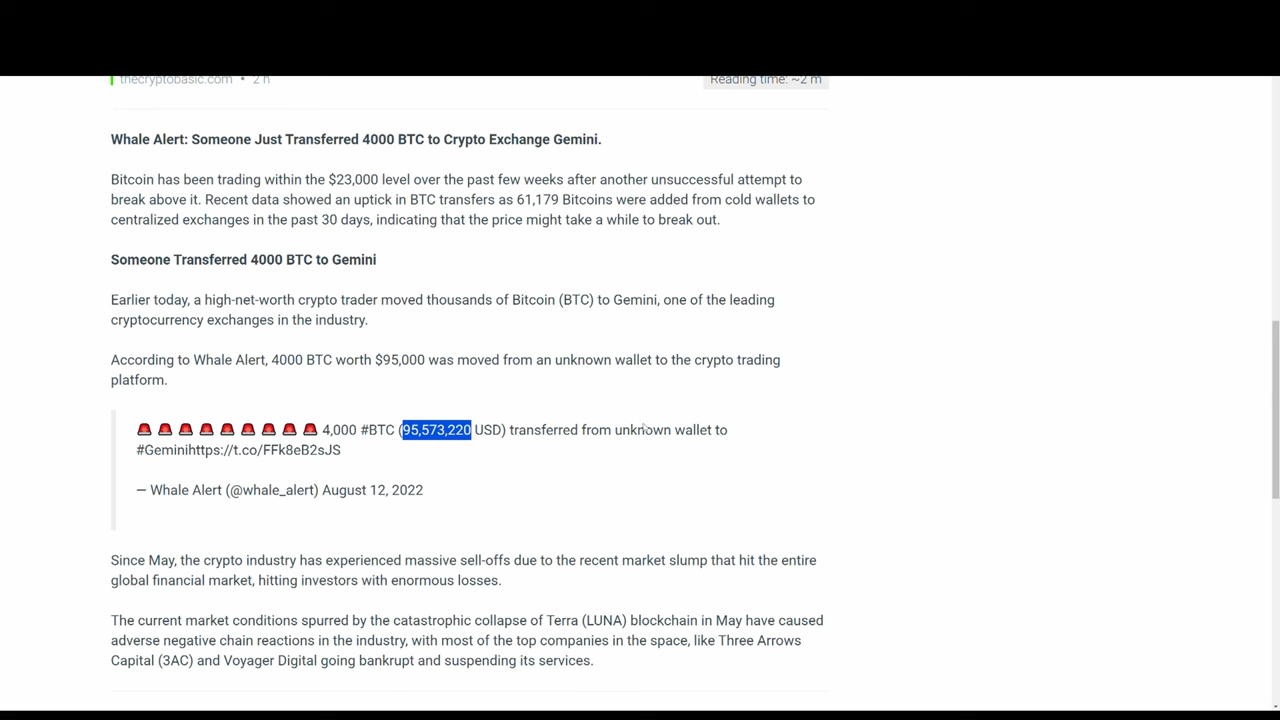 thecryptobasic.com • 2 h
Reading time: ~2 m
Whale Alert: Someone Just Transferred 4000 BTC to Crypto Exchange Gemini.
Bitcoin has been trading within the $23,000 level over the past few weeks after another unsuccessful attempt to
break above it. Recent data showed an uptick in BTC transfers as 61,179 Bitcoins were added from cold wallets to
centralized exchanges in the past 30 days, indicating that the price might take a while to break out.
Someone Transferred 4000 BTC to Gemini
Earlier today, a high-net-worth crypto trader moved thousands of Bitcoin (BTC) to Gemini, one of the leading
cryptocurrency exchanges in the industry.
According to Whale Alert, 4000 BTC worth $95,000 was moved from an unknown wallet to the crypto trading
platform.
🚨 🚨 🚨 🚨 🚨 🚨 🚨 🚨 🚨 4,000 #BTC (95,573,220 USD) transferred from unknown wallet to
#Geminihttps://t.co/FFk8eB2sJS
— Whale Alert (@whale_alert) August 12, 2022
Since May, the crypto industry has experienced massive sell-offs due to the recent market slump that hit the entire
global financial market, hitting investors with enormous losses.
The current market conditions spurred by the catastrophic collapse of Terra (LUNA) blockchain in May have caused
adverse negative chain reactions in the industry, with most of the top companies in the space, like Three Arrows
Capital (3AC) and Voyager Digital going bankrupt and suspending its services.